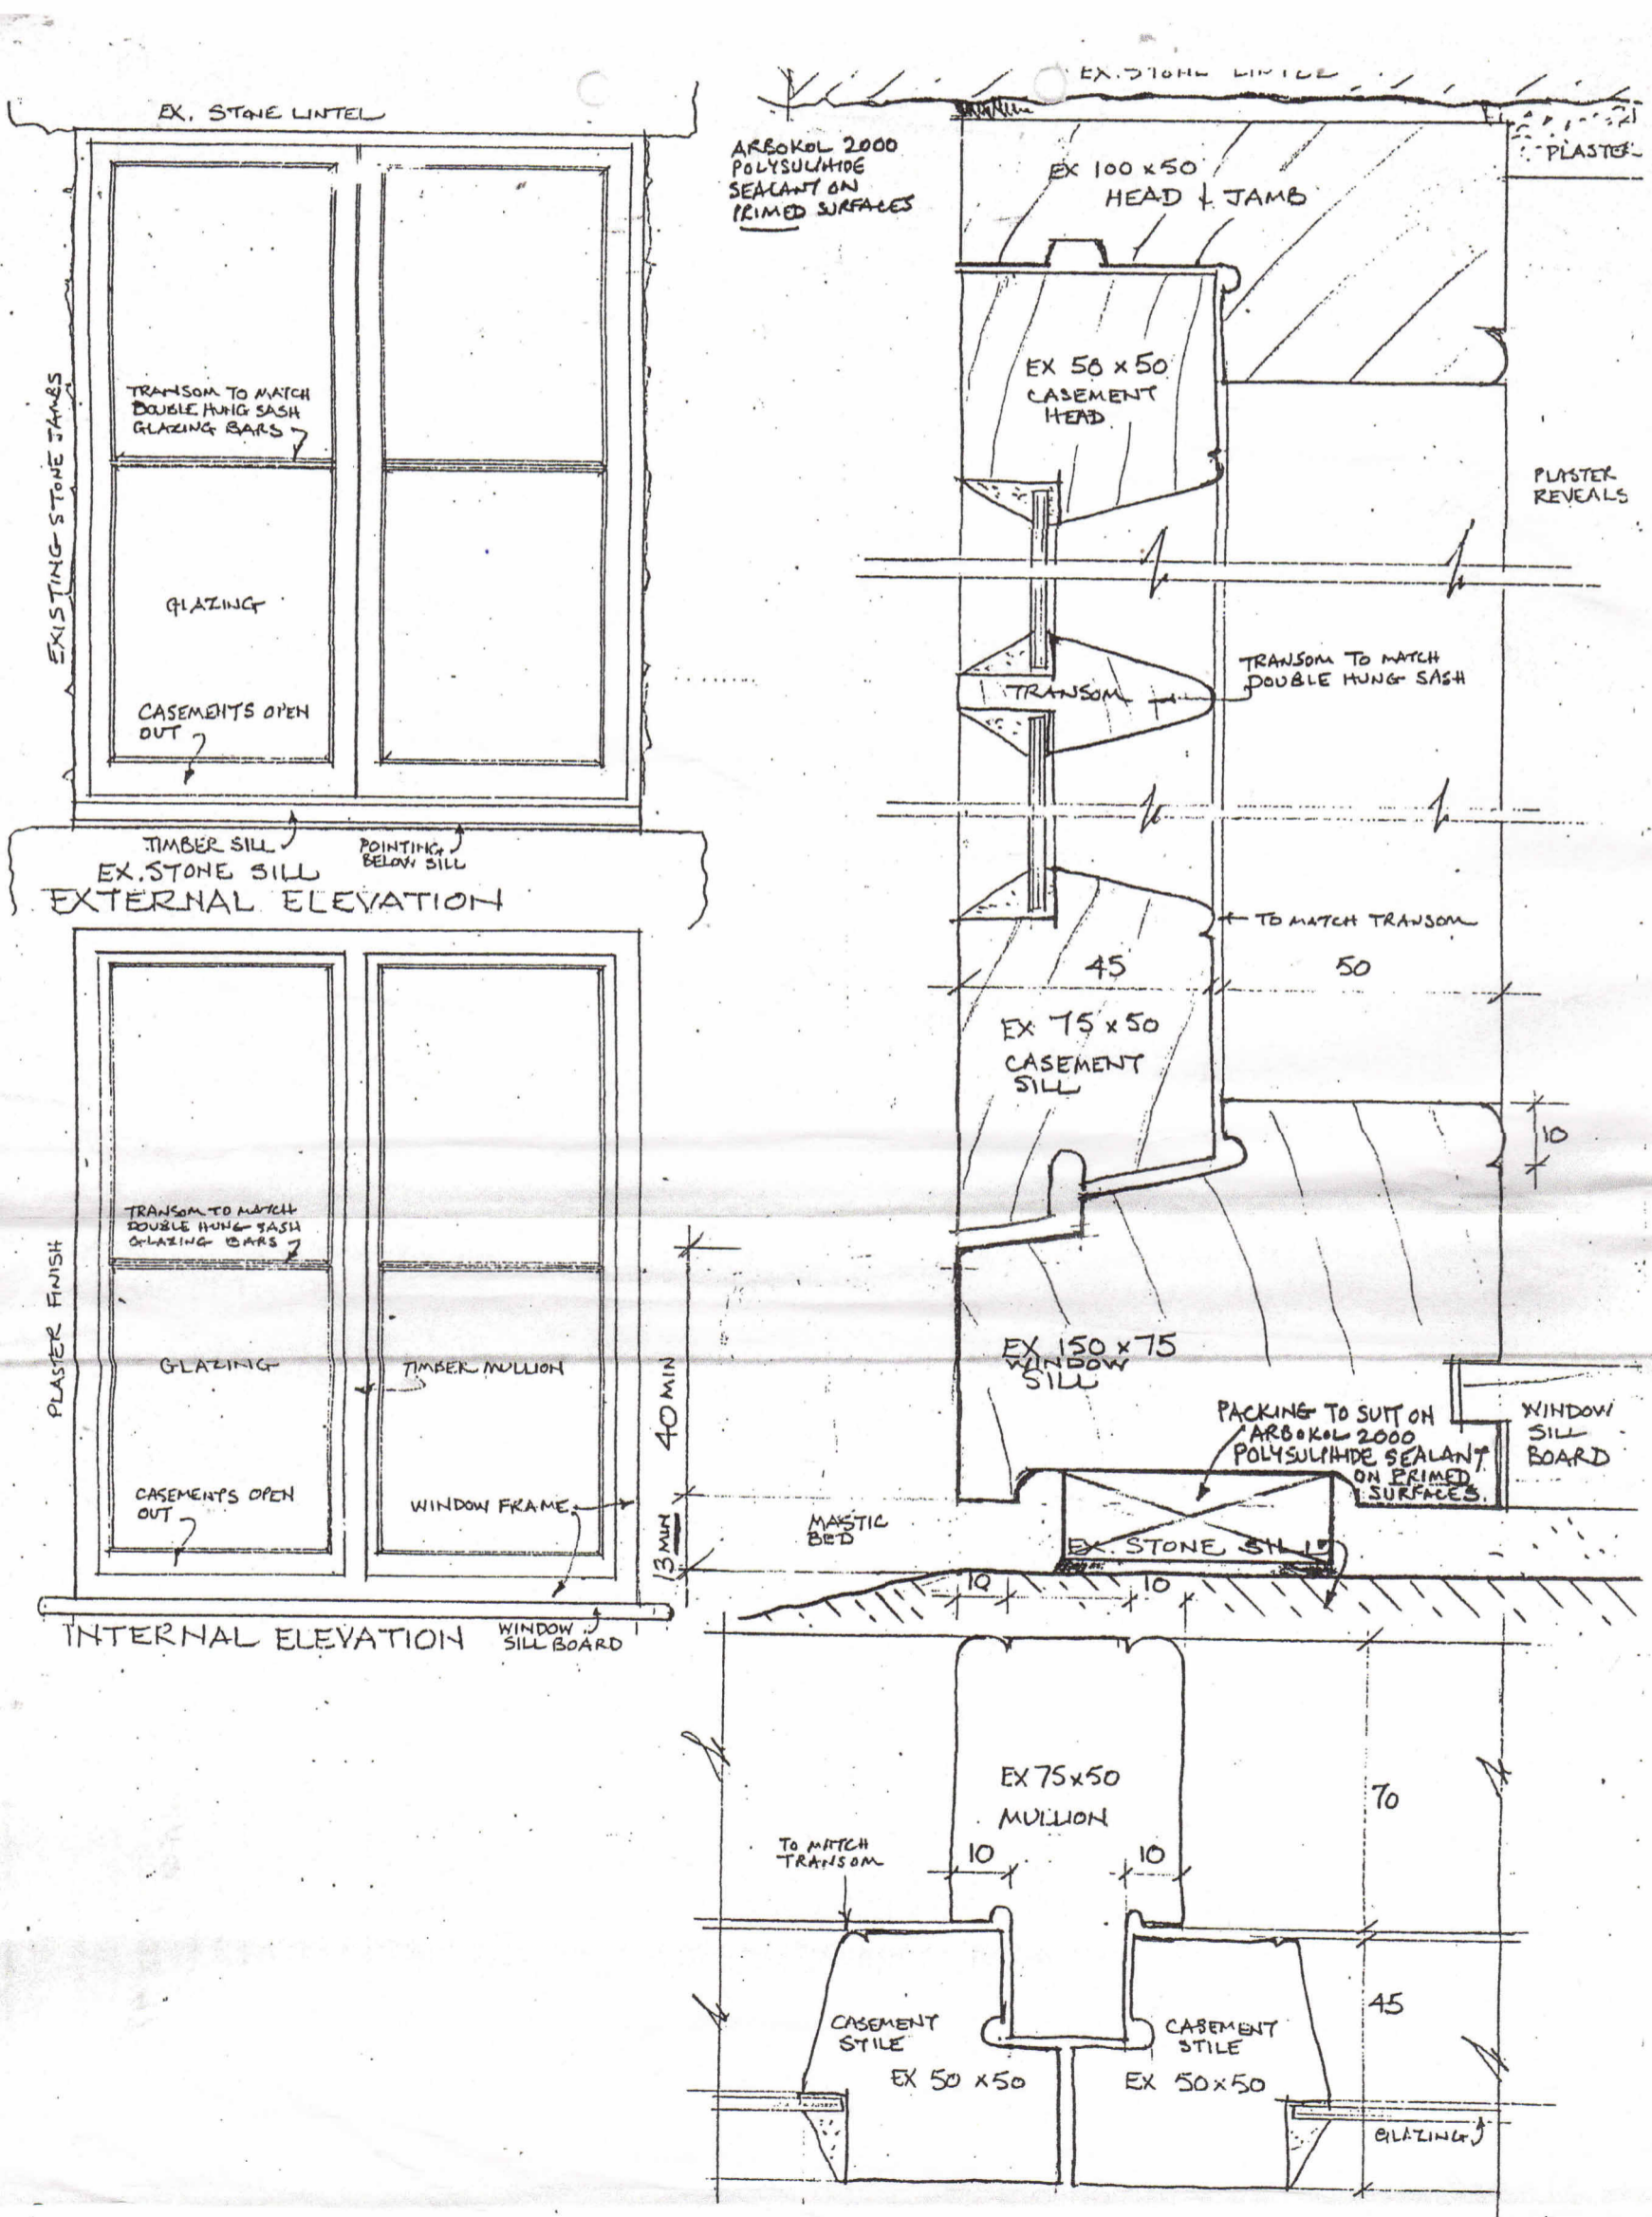 EX. STONE LINTEL
EXISTING STONE JAMBS
TRANSOM TO MATCH
DOUBLE HUNG SASH
GLAZING BARS
GLAZING
CASEMENTS OPEN
OUT
TIMBER SILL
POINTING
BELOW SILL
EX. STONE SILL
EXTERNAL ELEVATION
PLASTER FINISH
TRANSOM TO MATCH
DOUBLE HUNG SASH
GLAZING BARS
GLAZING
TIMBER MULLION
CASEMENTS OPEN
OUT
WINDOW FRAME
INTERNAL ELEVATION
WINDOW
SILL BOARD
EX. STONE LINTEL
ARBOKOL 2000
POLYSULPHIDE
SEALANT ON
PRIMED SURFACES
PLASTER
EX 100 x 50
HEAD & JAMB
EX 50 x 50
CASEMENT
HEAD
PLASTER
REVEALS
TRANSOM
TRANSOM TO MATCH
DOUBLE HUNG SASH
TO MATCH TRANSOM
45
50
EX 75 x 50
CASEMENT
SILL
10
EX 150 x 75
WINDOW
SILL
40 MIN
13 MIN
PACKING TO SUIT ON
ARBOKOL 2000
POLYSULPHIDE SEALANT
ON PRIMED
SURFACES.
WINDOW
SILL
BOARD
MASTIC
BED
EX STONE SILL
10
10
EX 75 x 50
MULLION
70
TO MATCH
TRANSOM
10
10
CASEMENT
STILE
EX 50 x 50
CASEMENT
STILE
EX 50 x 50
45
GLAZING